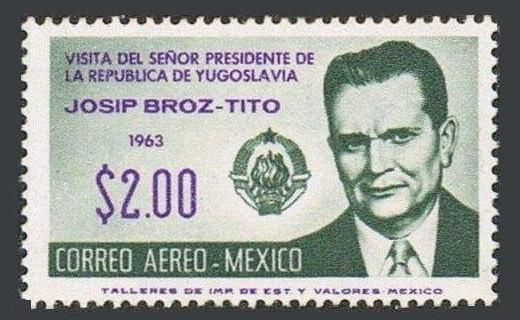 VISITA DEL SEÑOR PRESIDENTE DE
LA REPUBLICA DE YUGOSLAVIA
JOSIP BROZ-TITO
1963
$2.00
CORREO AEREO-MEXICO
TALLERES DE IMP. DE EST. Y VALORES MEXICO